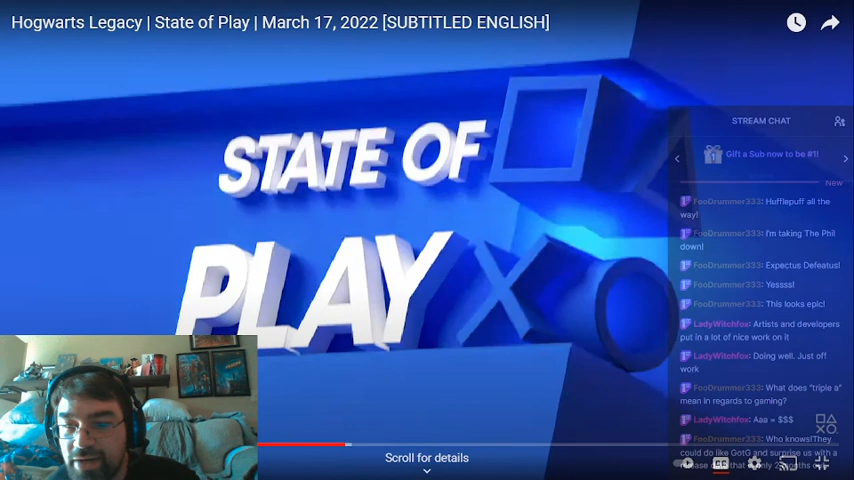 Hogwarts Legacy | State of Play | March 17, 2022 [SUBTITLED ENGLISH]
STATE OF
PLAY
STREAM CHAT
Gift a Sub now to be #1!
New
FooDrummer333: Hufflepuff all the
way!
FooDrummer333: I'm taking The Phil
down!
FooDrummer333: Expectus Defeatus!
FooDrummer333: Yesssss!
FooDrummer333: This looks epic!
LadyWitchfox: Artists and developers
put in a lot of nice work on it
LadyWitchfox: Doing well. Just off
work
FooDrummer333: What does "triple a"
mean in regards to gaming?
LadyWitchfox: Aaa = $$$
FooDrummer333: Who knows!They
could do like GotG and surprise us with a
Scroll for details